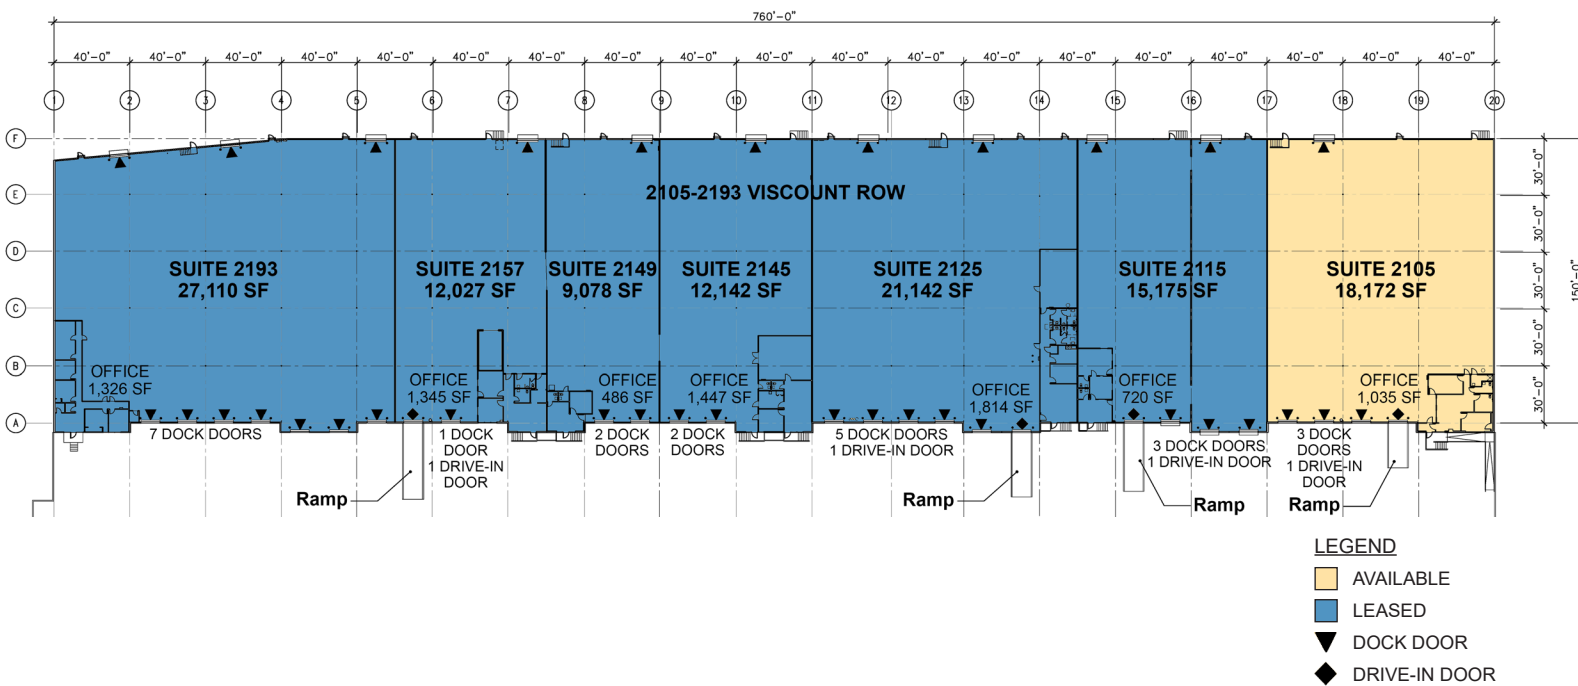 760'-0"
40'-0" 40'-0" 40'-0" 40'-0" 40'-0" 40'-0" 40'-0" 40'-0" 40'-0" 40'-0" 40'-0" 40'-0" 40'-0" 40'-0" 40'-0" 40'-0" 40'-0" 40'-0" 40'-0"
1 2 3 4 5 6 7 8 9 10 11 12 13 14 15 16 17 18 19 20
F
E
D
C
B
A
30'-0"
30'-0"
30'-0"
30'-0"
30'-0"
150'-0"
2105-2193 VISCOUNT ROW
SUITE 2193
27,110 SF
SUITE 2157
12,027 SF
SUITE 2149
9,078 SF
SUITE 2145
12,142 SF
SUITE 2125
21,142 SF
SUITE 2115
15,175 SF
SUITE 2105
18,172 SF
OFFICE
1,326 SF
OFFICE
1,345 SF
OFFICE
486 SF
OFFICE
1,447 SF
OFFICE
1,814 SF
OFFICE
720 SF
OFFICE
1,035 SF
7 DOCK DOORS
1 DOCK
DOOR
1 DRIVE-IN
DOOR
2 DOCK
DOORS
2 DOCK
DOORS
5 DOCK DOORS
1 DRIVE-IN DOOR
3 DOCK DOORS
1 DRIVE-IN DOOR
3 DOCK
DOORS
1 DRIVE-IN
DOOR
Ramp
Ramp
Ramp
Ramp
LEGEND
AVAILABLE
LEASED
DOCK DOOR
DRIVE-IN DOOR